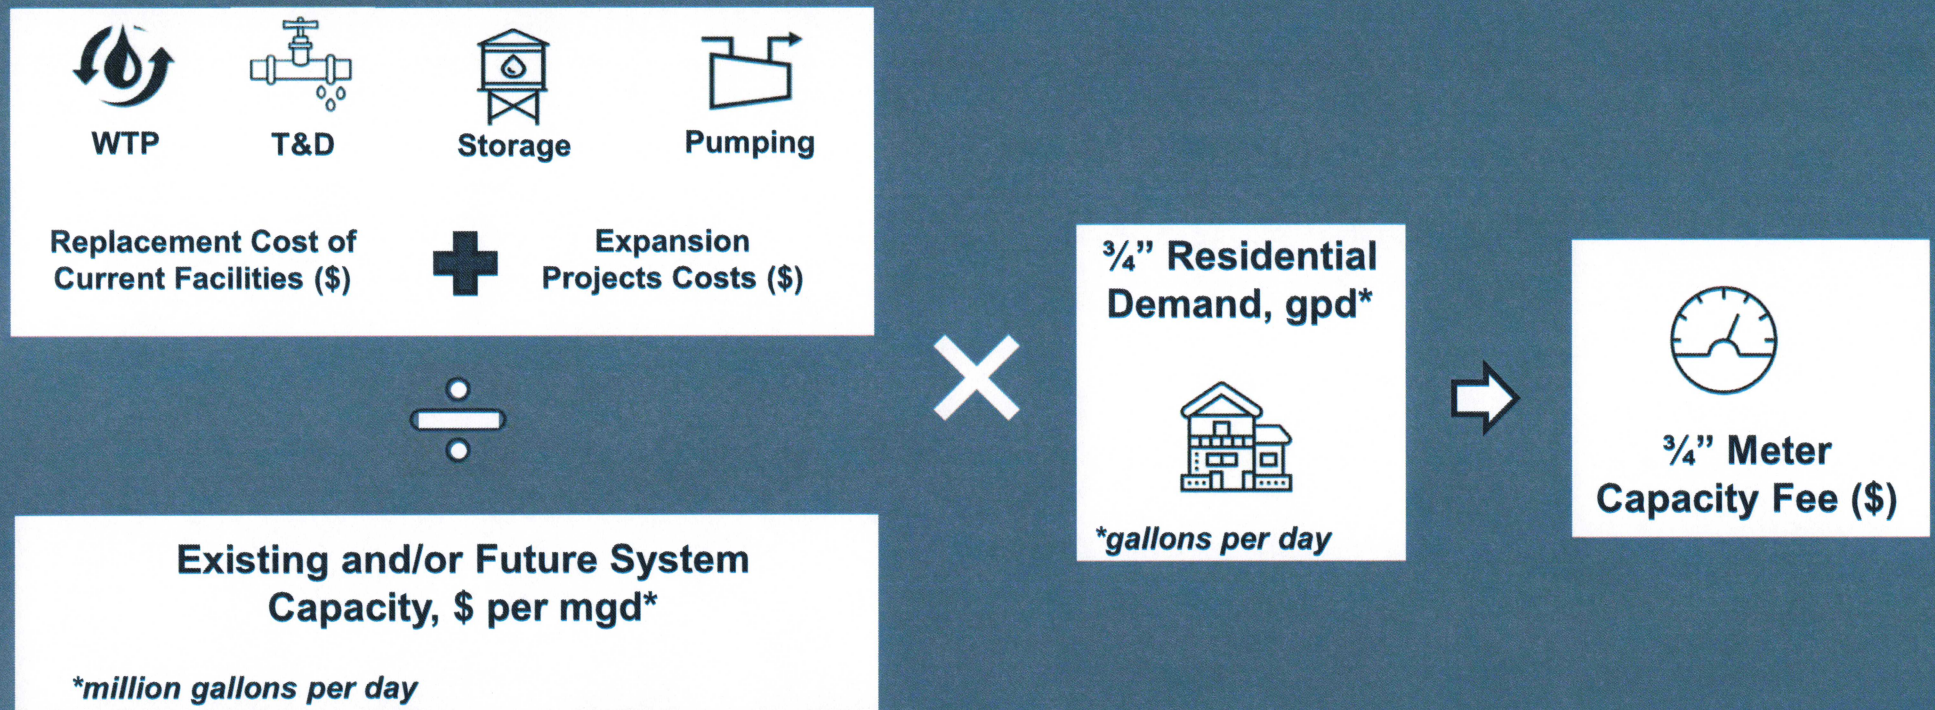 WTP
T&D
Storage
Pumping
Replacement Cost of
Current Facilities ($)
Expansion
Projects Costs ($)
Existing and/or Future System
Capacity, $ per mgd*
*million gallons per day
¾” Residential
Demand, gpd*
*gallons per day
¾” Meter
Capacity Fee ($)